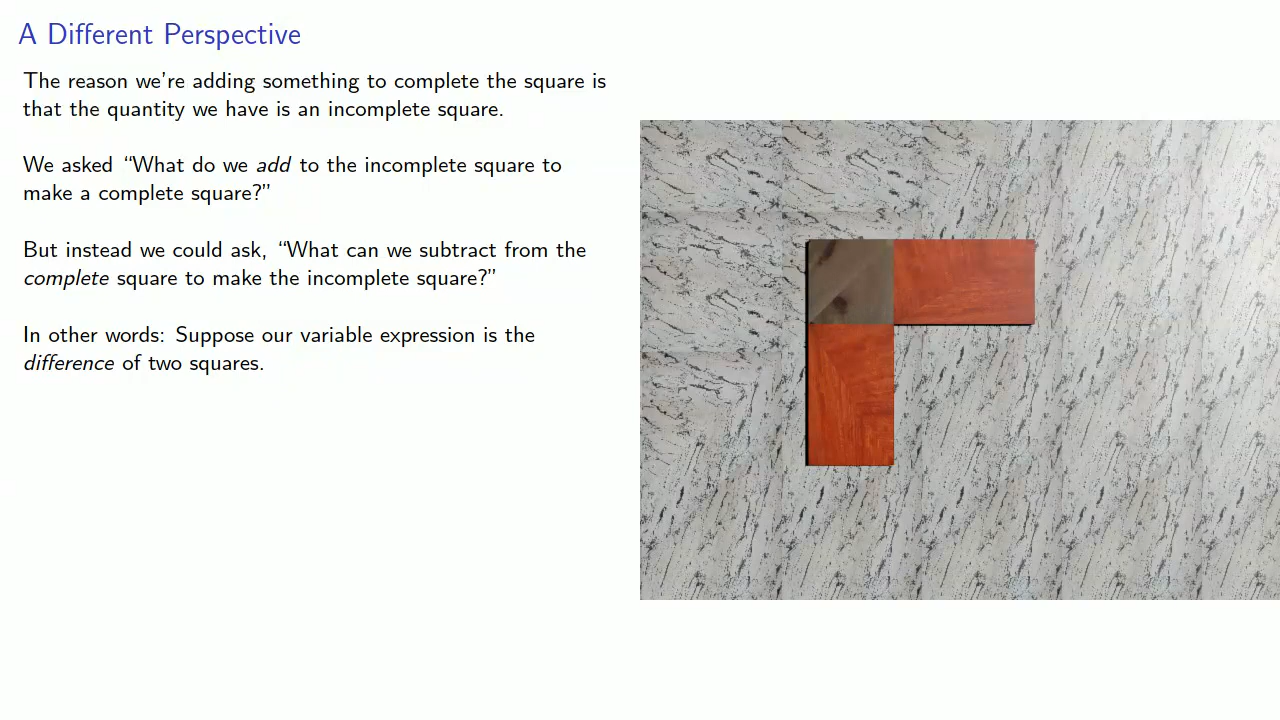 A Different Perspective
The reason we're adding something to complete the square is
that the quantity we have is an incomplete square.
We asked “What do we add to the incomplete square to
make a complete square?”
But instead we could ask, “What can we subtract from the
complete square to make the incomplete square?”
In other words: Suppose our variable expression is the
difference of two squares.